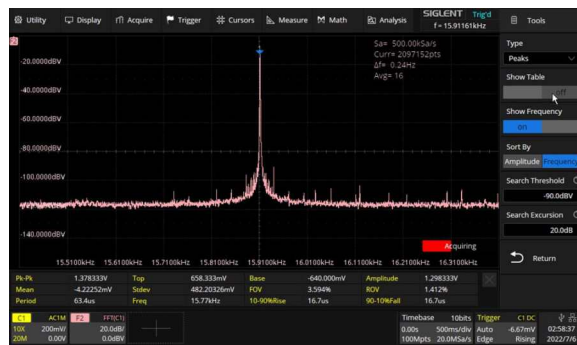 Utility Display Acquire Trigger Cursors Measure Math Analysis SIGLENT Trig'd
f = 15.91161kHz
Tools
Sa= 500.00kSa/s
Curr= 2097152pts
Δf= 0.24Hz
Avg= 16
-20.0000dBV
-40.0000dBV
-60.0000dBV
-80.0000dBV
-100.0000dBV
-140.0000dBV
Acquiring
15.5100kHz 15.6100kHz 15.7100kHz 15.8100kHz 15.9100kHz 16.0100kHz 16.1100kHz 16.2100kHz 16.3100kHz
Type
Peaks
Show Table
off
Show Frequency
on
Sort By
Amplitude Frequency
Search Threshold
-90.0dBV
Search Excursion
20.0dB
Return
Pk-Pk 1.378333V Top 658.333mV Base -640.000mV Amplitude 1.298333V
Mean -4.22252mV Stdev 482.20326mV FOV 3.594% ROV 1.412%
Period 63.4us Freq 15.77kHz 10-90%Rise 16.7us 90-10%Fall 16.7us
C1 AC1M F2 FFT(C1) Timebase 10bits Trigger C1 DC
10X 200mV/ 20.0dB/ 0.00s 500ms/div Auto -6.67mV 02:58:37
20M 0.00V 0.0dBV 100Mpts 20.0MSa/s Edge Rising 2022/7/6